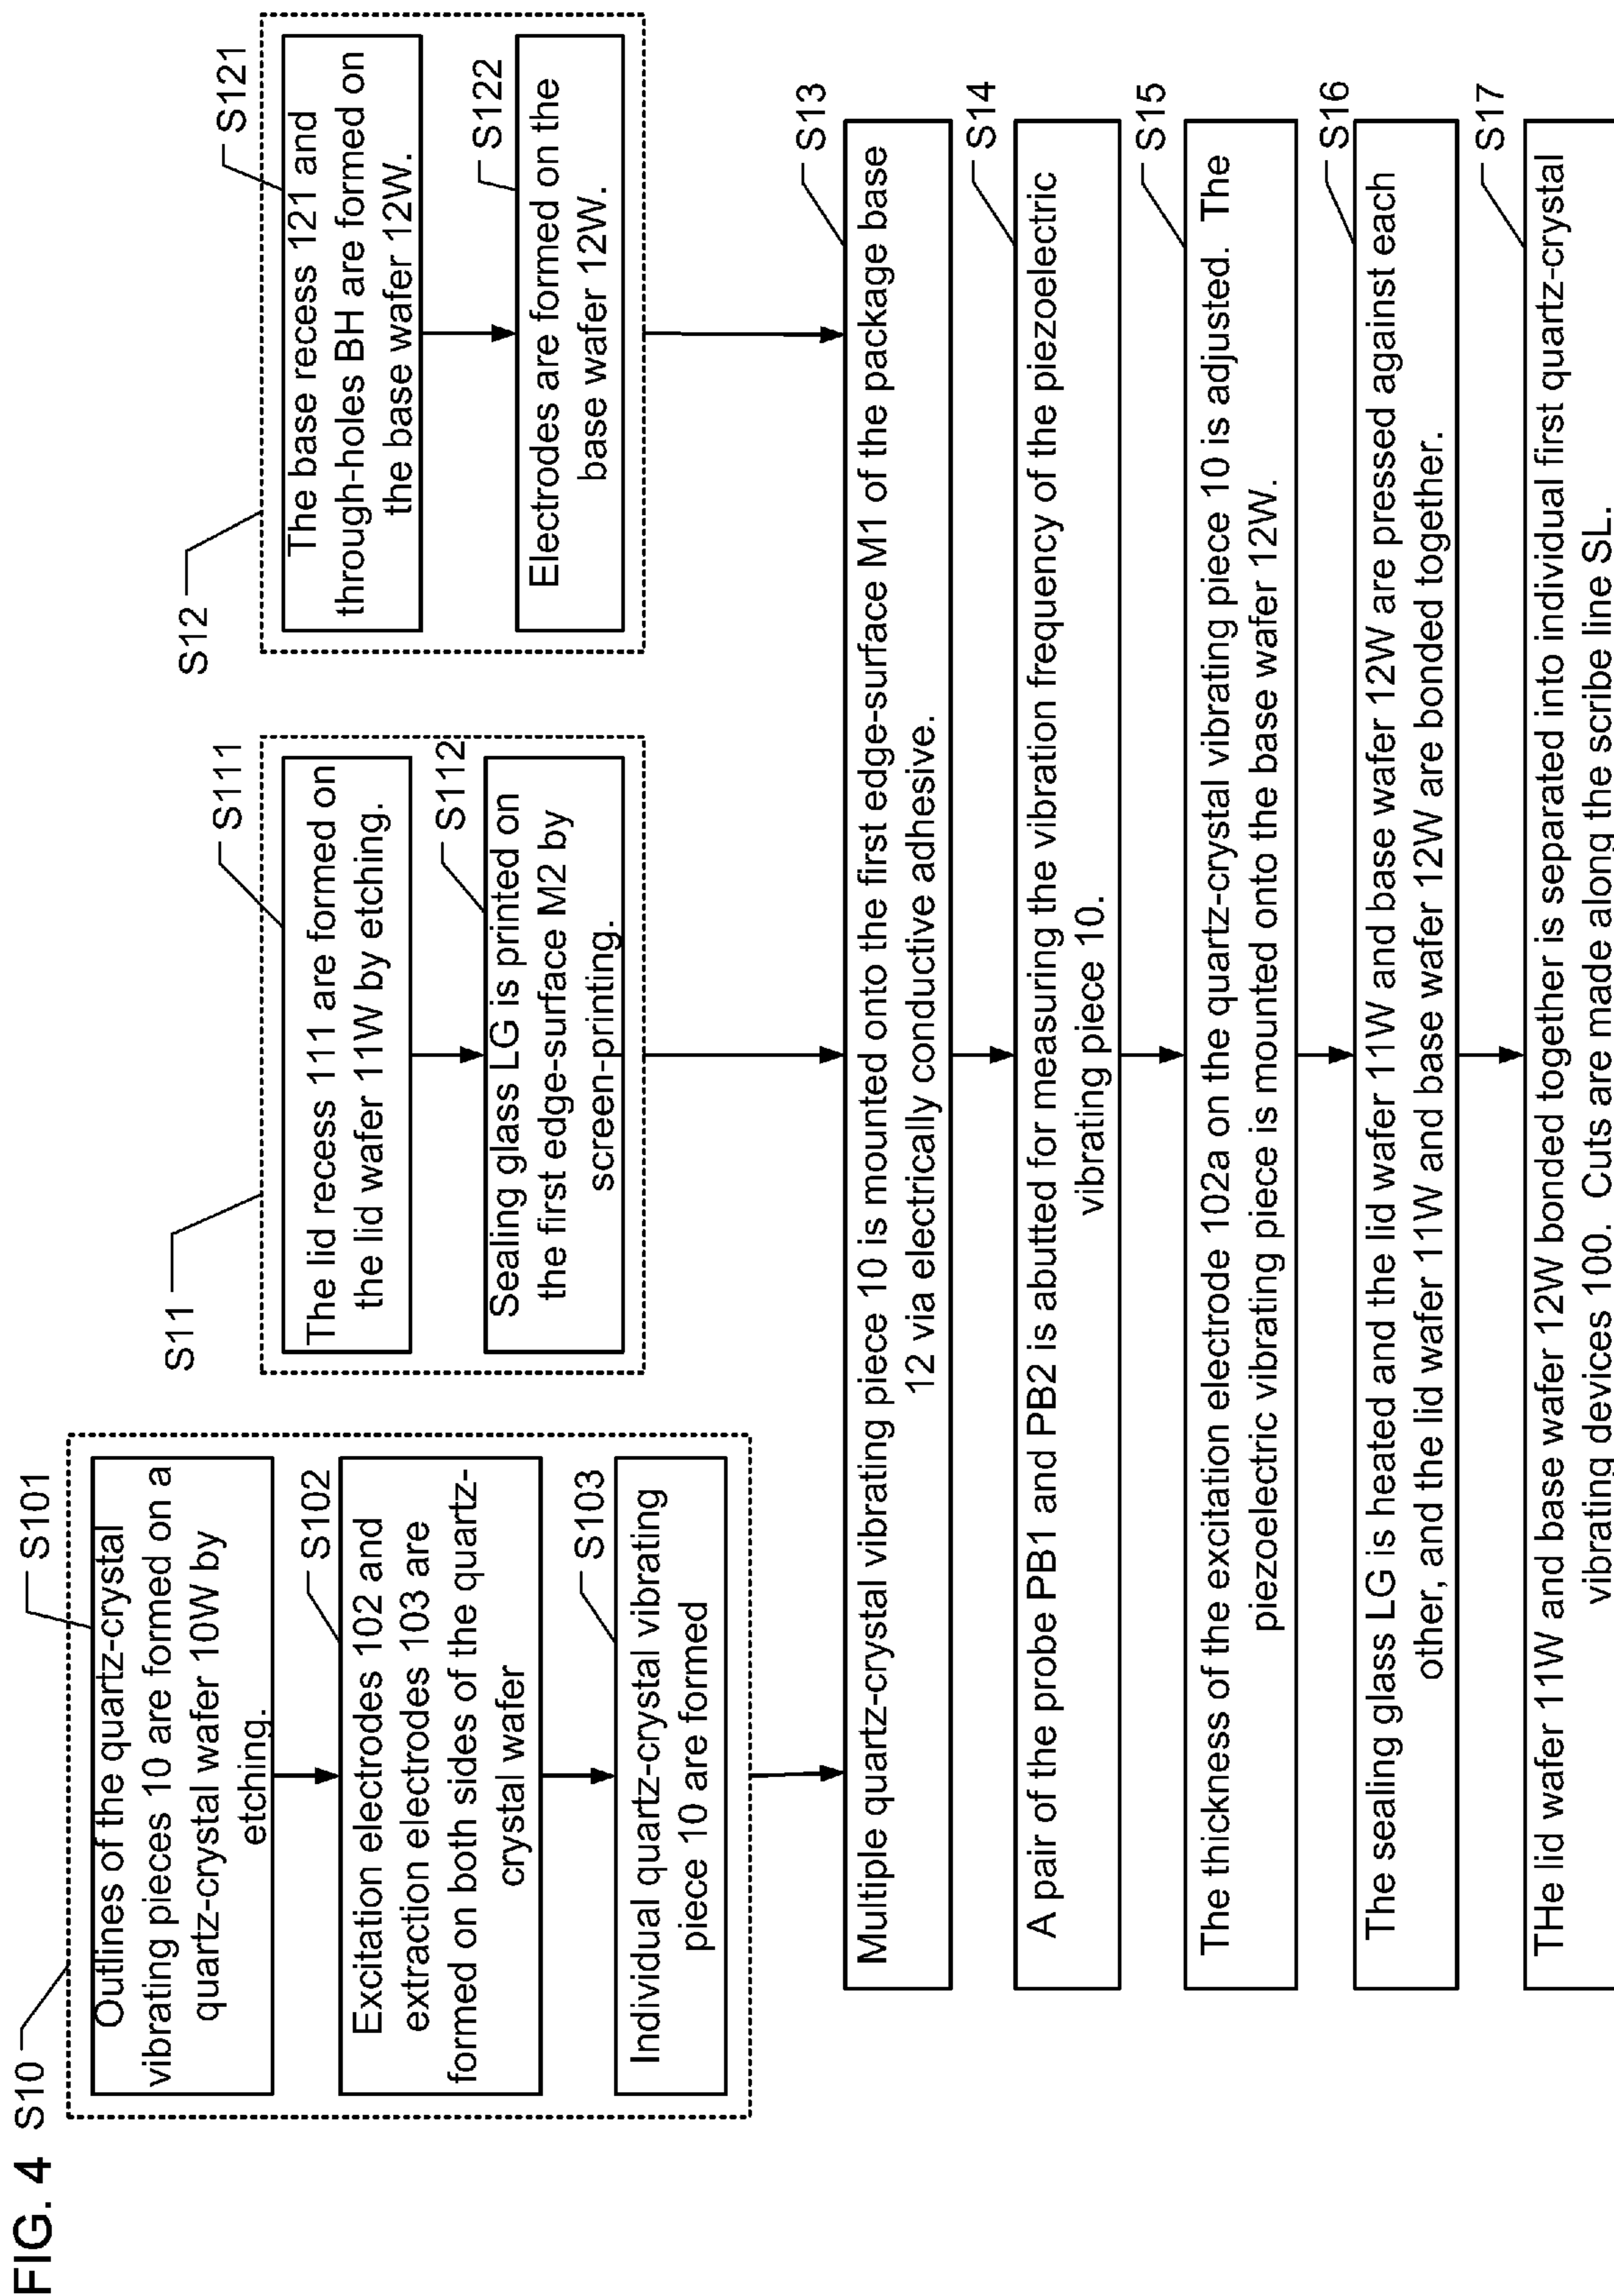 FIG. 4
S10
S101
Outlines of the quartz-crystal
vibrating pieces 10 are formed on a
quartz-crystal wafer 10W by
etching.
S102
Excitation electrodes 102 and
extraction electrodes 103 are
formed on both sides of the quartz-
crystal wafer
S103
Individual quartz-crystal vibrating
piece 10 are formed
S11
S111
The lid recess 111 are formed on
the lid wafer 11W by etching.
S112
Sealing glass LG is printed on
the first edge-surface M2 by
screen-printing.
S12
S121
The base recess 121 and
through-holes BH are formed on
the base wafer 12W.
S122
Electrodes are formed on the
base wafer 12W.
S13
Multiple quartz-crystal vibrating piece 10 is mounted onto the first edge-surface M1 of the package base
12 via electrically conductive adhesive.
S14
A pair of the probe PB1 and PB2 is abutted for measuring the vibration frequency of the piezoelectric
vibrating piece 10.
S15
The thickness of the excitation electrode 102a on the quartz-crystal vibrating piece 10 is adjusted. The
piezoelectric vibrating piece is mounted onto the base wafer 12W.
S16
The sealing glass LG is heated and the lid wafer 11W and base wafer 12W are pressed against each
other, and the lid wafer 11W and base wafer 12W are bonded together.
S17
THe lid wafer 11W and base wafer 12W bonded together is separated into individual first quartz-crystal
vibrating devices 100. Cuts are made along the scribe line SL.